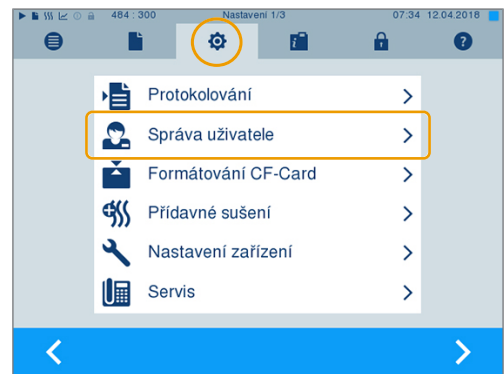 484 : 300 Nastavení 1/3 07:34 12.04.2018
Protokolování
Správa uživatele
Formátování CF-Card
Přídavné sušení
Nastavení zařízení
Servis